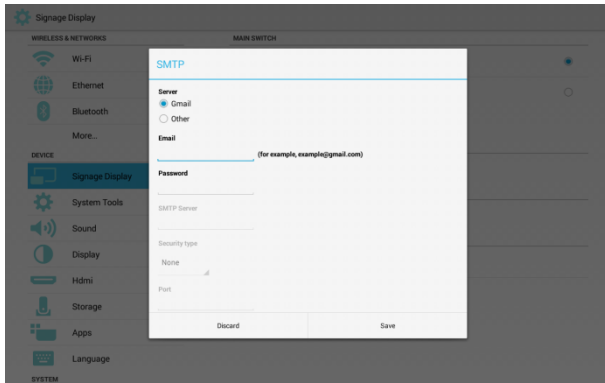 Signage Display
WIRELESS & NETWORKS
Wi-Fi
Ethernet
Bluetooth
More...
DEVICE
Signage Display
System Tools
Sound
Display
Hdmi
Storage
Apps
Language
SYSTEM
MAIN SWITCH
SMTP
Server
Gmail
Other
Email
(for example, example@gmail.com)
Password
SMTP Server
Security type
None
Port
Discard Save